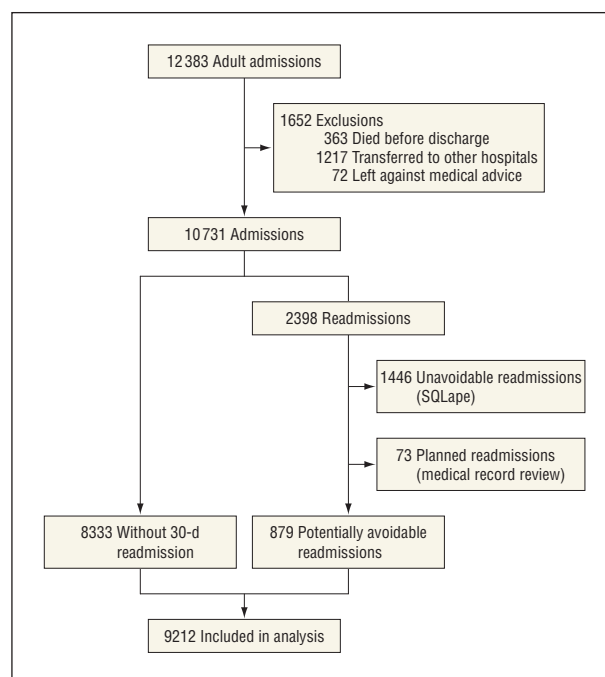 12 383 Adult admissions
1652 Exclusions
363 Died before discharge
1217 Transferred to other hospitals
72 Left against medical advice
10 731 Admissions
2398 Readmissions
1446 Unavoidable readmissions
(SQLape)
73 Planned readmissions
(medical record review)
8333 Without 30-d
readmission
879 Potentially avoidable
readmissions
9212 Included in analysis